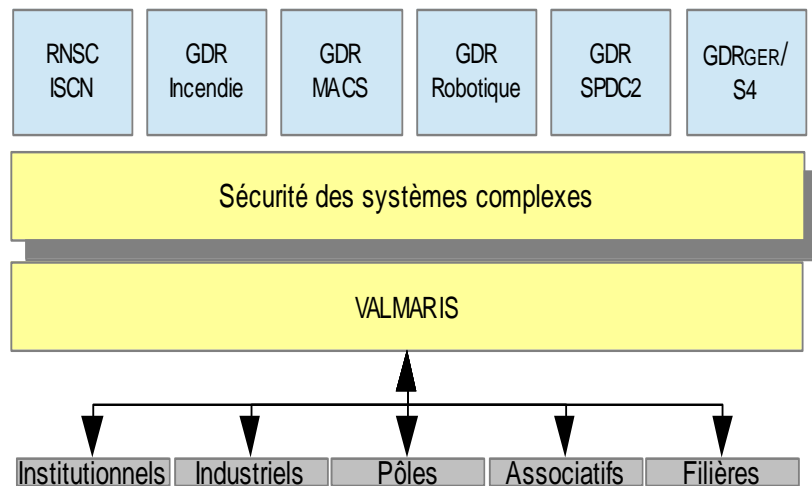 RNSC
ISCN
GDR
Incendie
GDR
MACS
GDR
Robotique
GDR
SPDC2
GDRGER/
S4
Sécurité des systèmes complexes
VALMARIS
Institutionnels
Industriels
Pôles
Associatifs
Filières